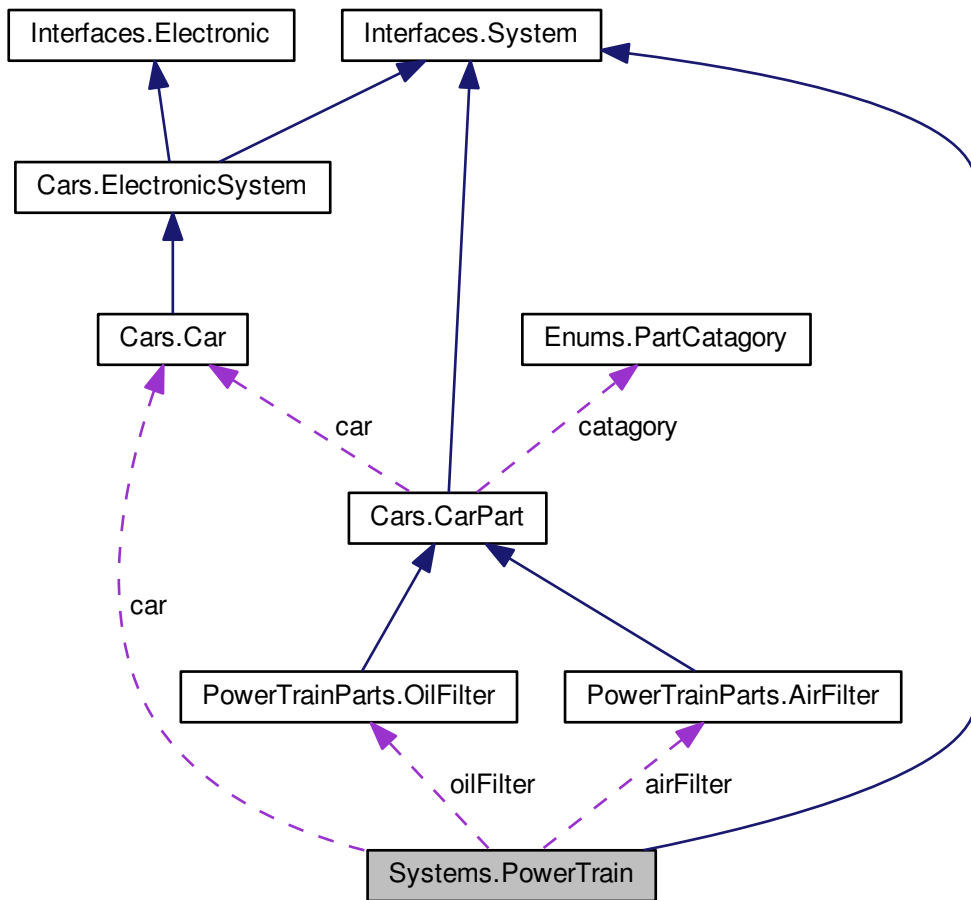 Interfaces.Electronic
Interfaces.System
Cars.ElectronicSystem
Cars.Car
Enums.PartCatagory
car
catagory
Cars.CarPart
car
PowerTrainParts.OilFilter
PowerTrainParts.AirFilter
oilFilter
airFilter
Systems.PowerTrain